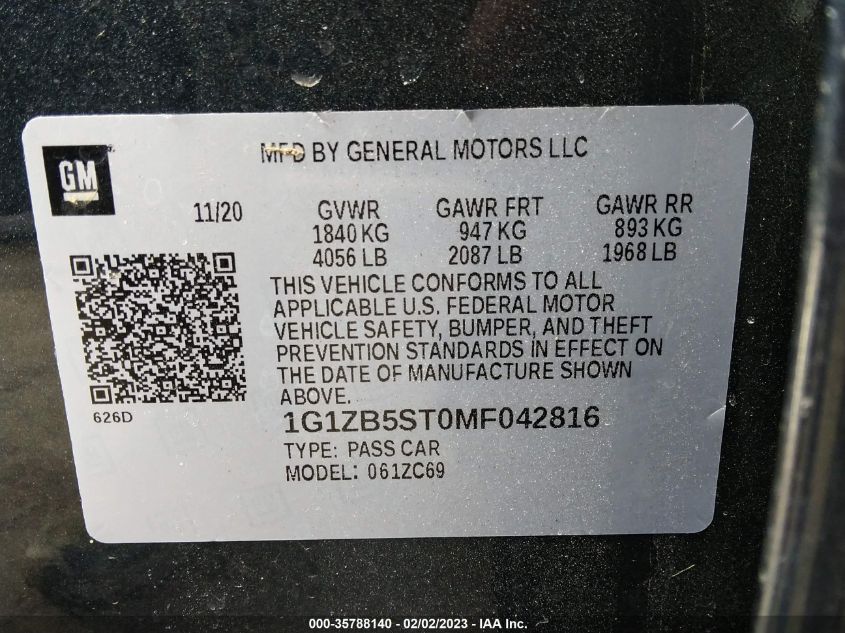 GM
MFD BY GENERAL MOTORS LLC
11/20
GVWR GAWR FRT GAWR RR
1840 KG 947 KG 893 KG
4056 LB 2087 LB 1968 LB
THIS VEHICLE CONFORMS TO ALL
APPLICABLE U.S. FEDERAL MOTOR
VEHICLE SAFETY, BUMPER, AND THEFT
PREVENTION STANDARDS IN EFFECT ON
THE DATE OF MANUFACTURE SHOWN
ABOVE.
626D
1G1ZB5ST0MF042816
TYPE: PASS CAR
MODEL: 061ZC69
000-35788140 - 02/02/2023 - IAA Inc.